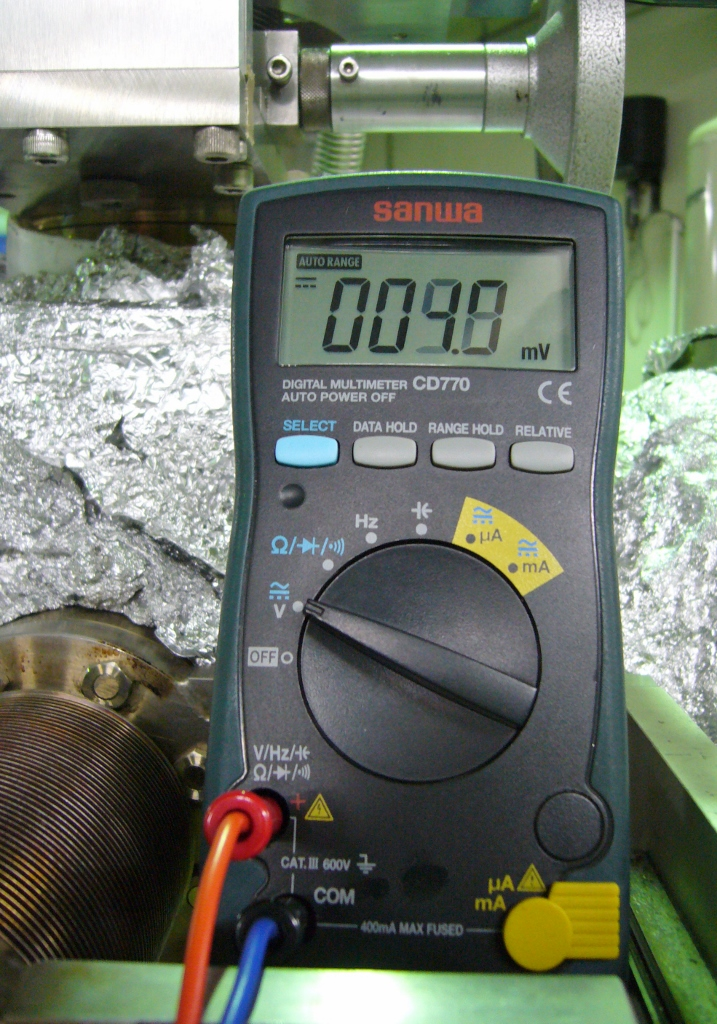 sanwa
AUTO RANGE
009.8 mV
DIGITAL MULTIMETER CD770
AUTO POWER OFF
CE
SELECT DATA HOLD RANGE HOLD RELATIVE
Hz
Ω/
μA
mA
V
OFF
V/Hz/
Ω/
+
CAT. III 600V
COM
μA
mA
400mA MAX FUSED